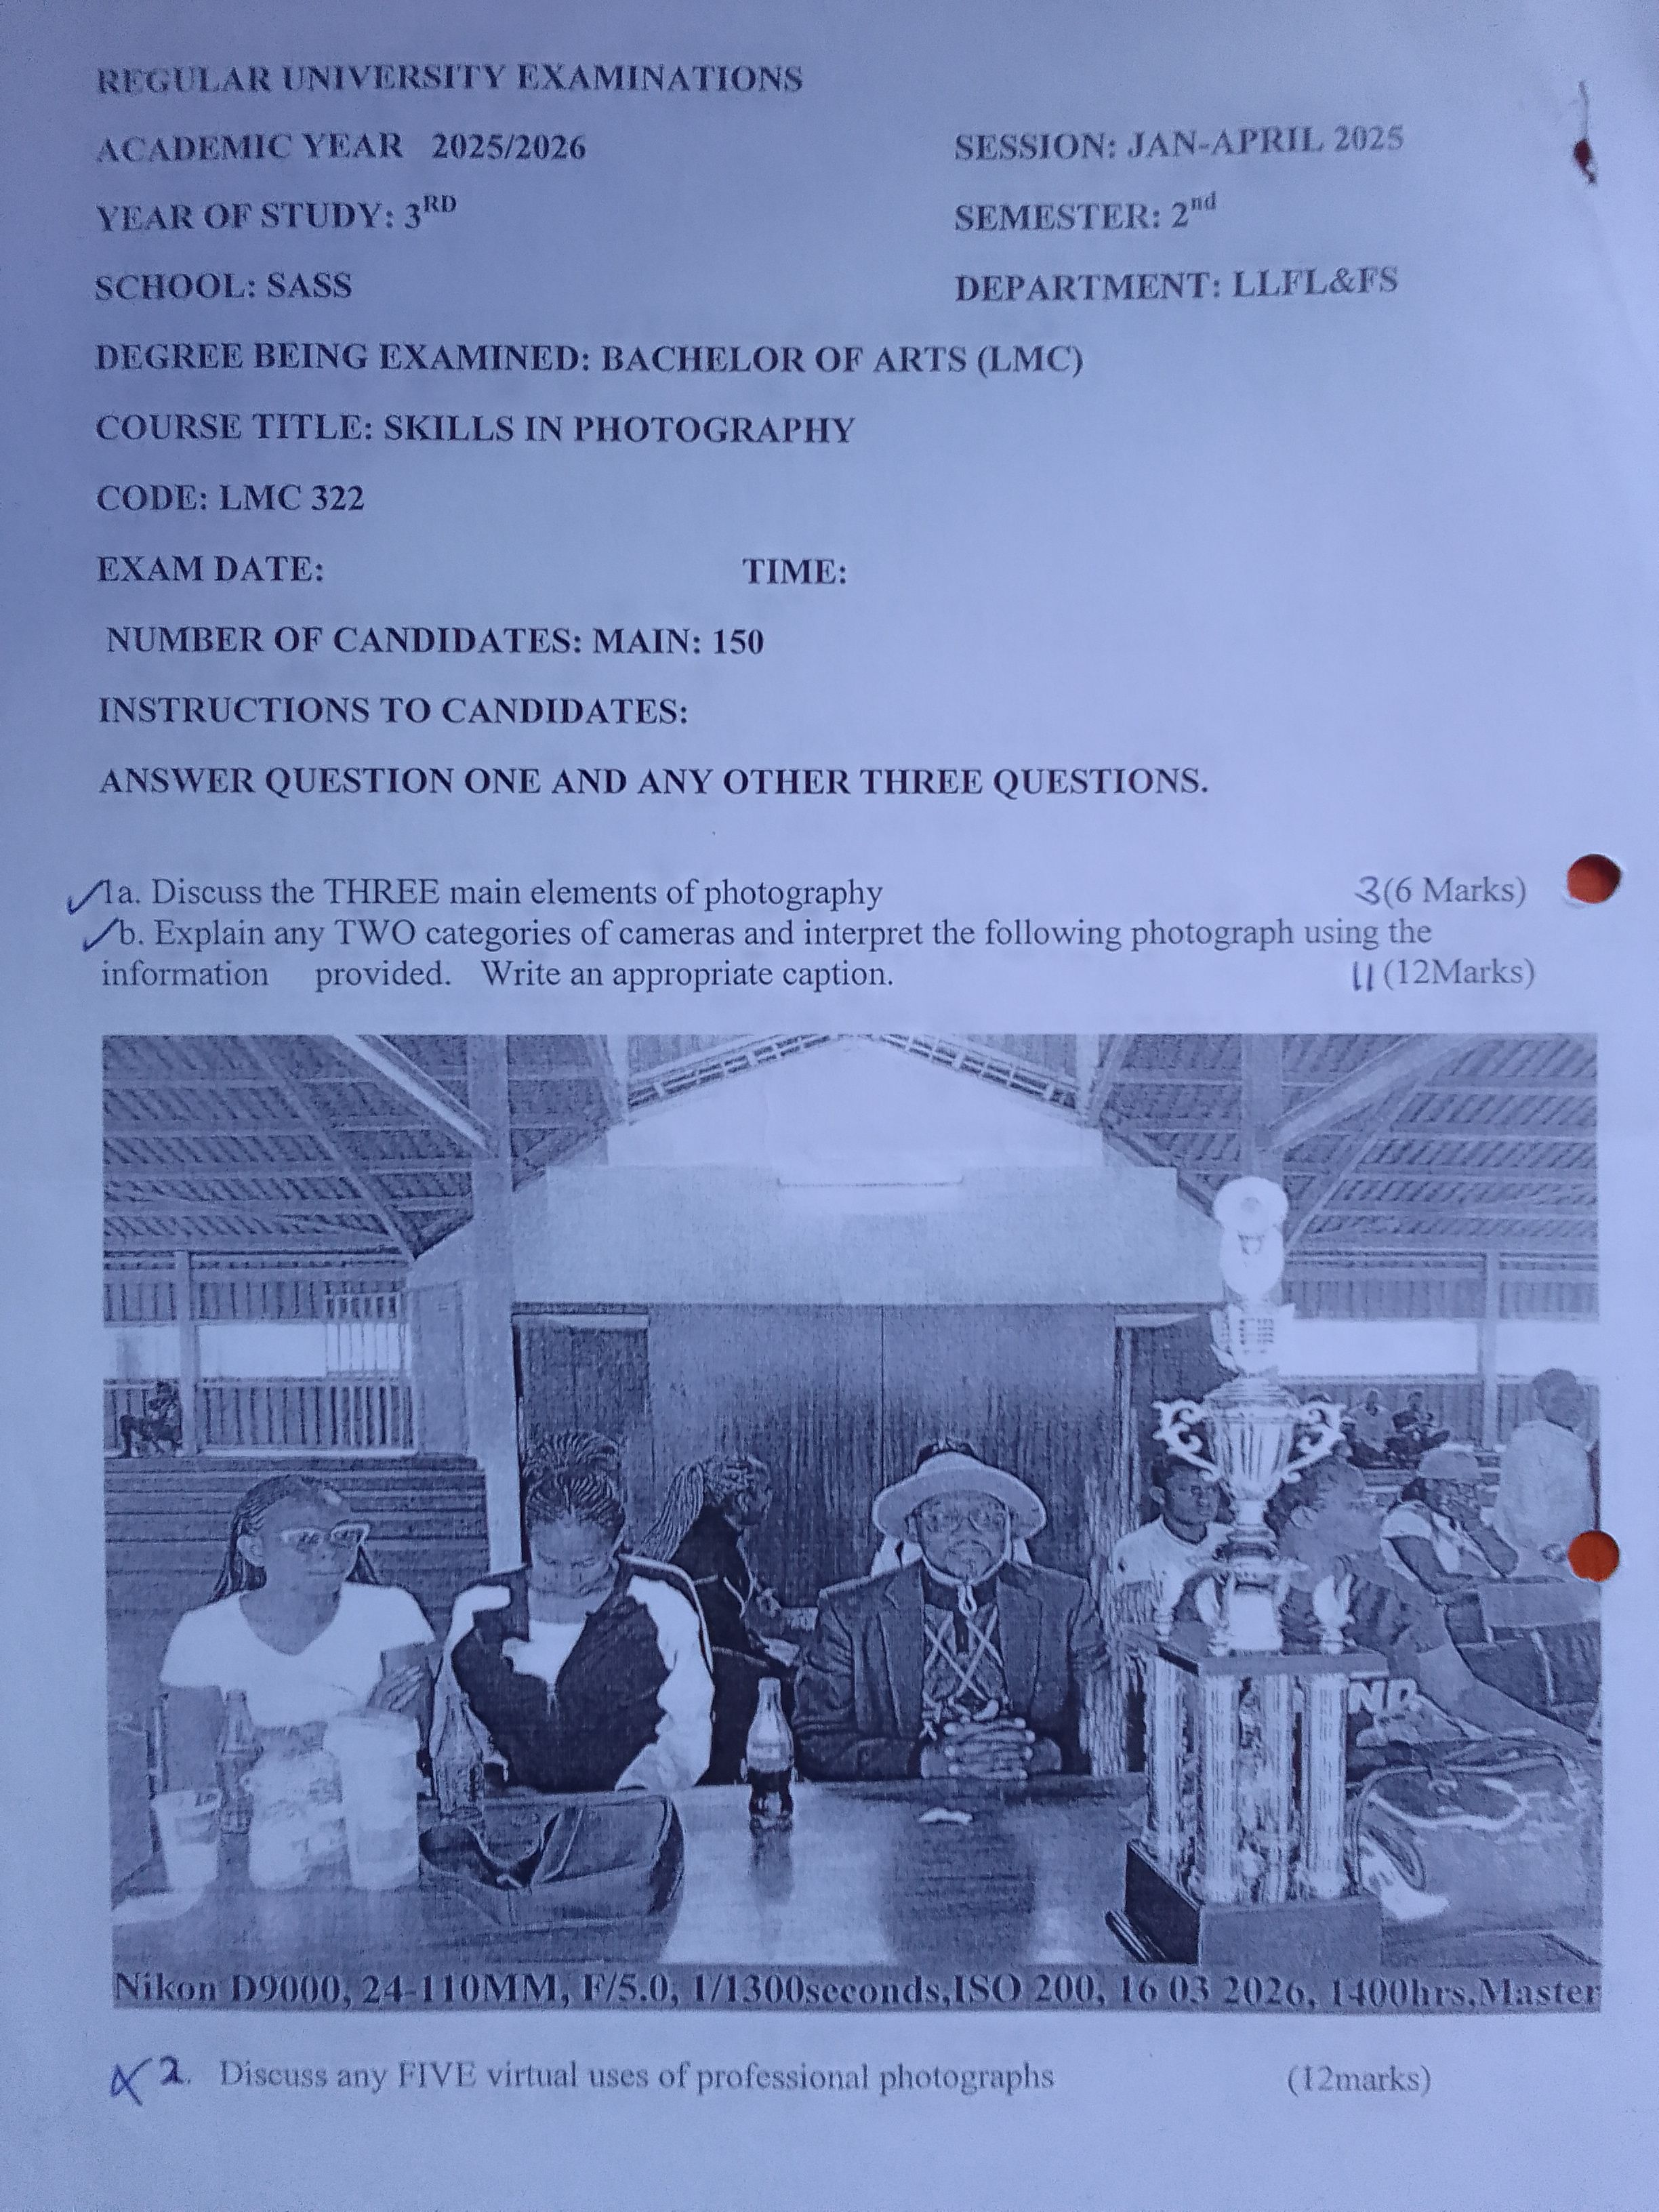 REGULAR UNIVERSITY EXAMINATIONS
ACADEMIC YEAR 2025/2026 SESSION: JAN-APRIL 2025
YEAR OF STUDY: 3RD SEMESTER: 2nd
SCHOOL: SASS DEPARTMENT: LLFL&FS
DEGREE BEING EXAMINED: BACHELOR OF ARTS (LMC)
COURSE TITLE: SKILLS IN PHOTOGRAPHY
CODE: LMC 322
EXAM DATE: TIME:
NUMBER OF CANDIDATES: MAIN: 150
INSTRUCTIONS TO CANDIDATES:
ANSWER QUESTION ONE AND ANY OTHER THREE QUESTIONS.
1a. Discuss the THREE main elements of photography 3(6 Marks)
b. Explain any TWO categories of cameras and interpret the following photograph using the
information provided. Write an appropriate caption. 11(12Marks)
Nikon D9000, 24-110MM, F/5.0, 1/1300seconds,ISO 200, 16 03 2026, 1400hrs,Master
2. Discuss any FIVE virtual uses of professional photographs (12marks)